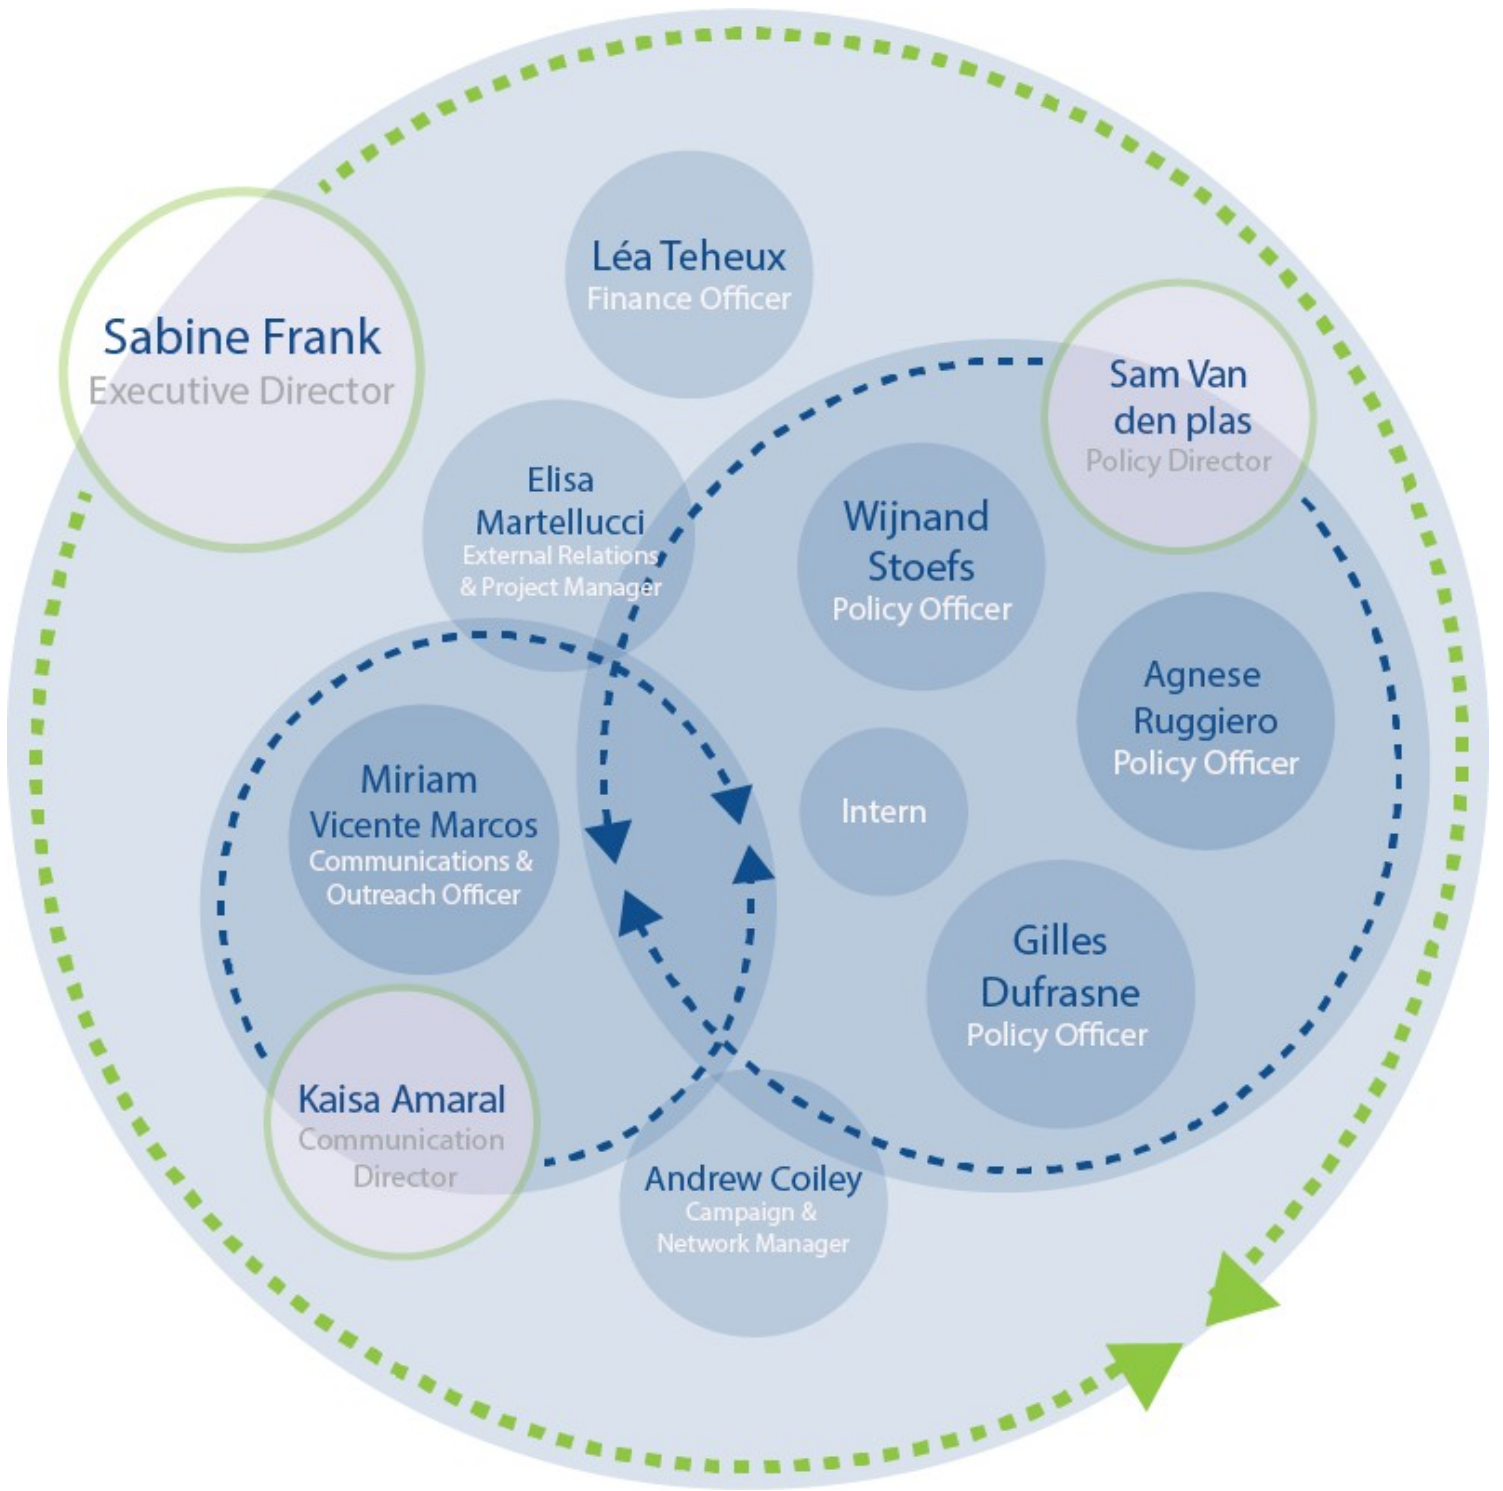 Léa Teheux
Finance Officer
Sabine Frank
Executive Director
Sam Van
den plas
Policy Director
Elisa
Martellucci
External Relations
& Project Manager
Wijnand
Stoefs
Policy Officer
Agnese
Ruggiero
Policy Officer
Miriam
Vicente Marcos
Communications &
Outreach Officer
Intern
Gilles
Dufrasne
Policy Officer
Kaisa Amaral
Communication
Director
Andrew Coiley
Campaign &
Network Manager